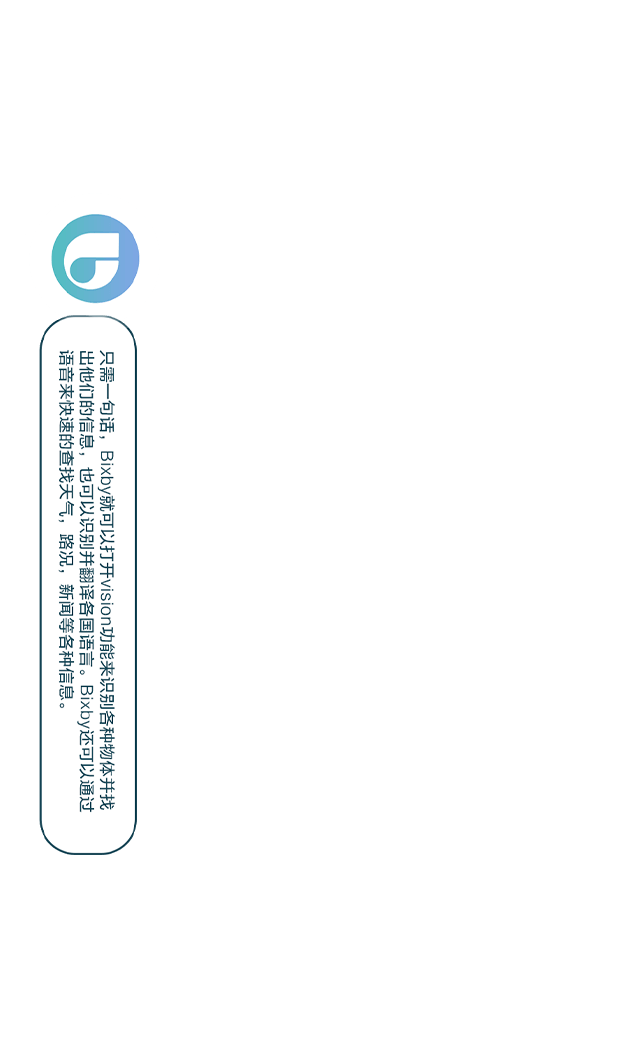 只需一句话，Bixby就可以打开vision功能来识别各种物体并找
出他们的信息，也可以识别并翻译各国语言。Bixby还可以通过
语音来快速的查找天气，路况，新闻等各种信息。